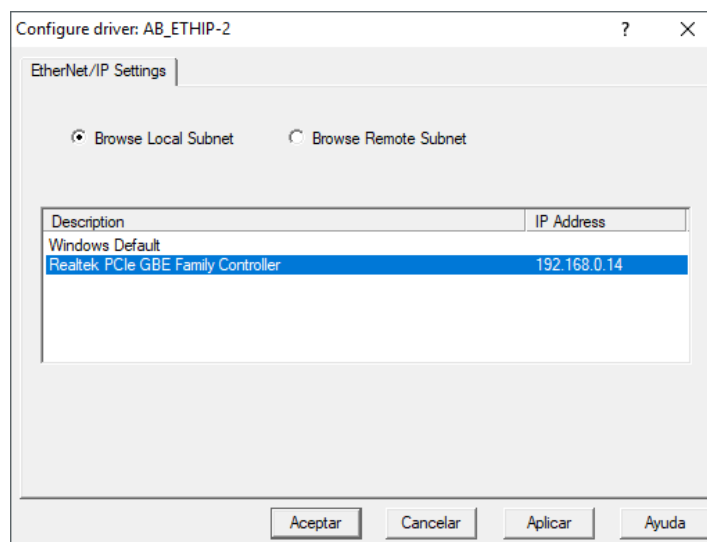 Configure driver: AB_ETHIP-2
EtherNet/IP Settings
Browse Local Subnet Browse Remote Subnet
Description IP Address
Windows Default
Realtek PCIe GBE Family Controller 192.168.0.14
Aceptar Cancelar Aplicar Ayuda